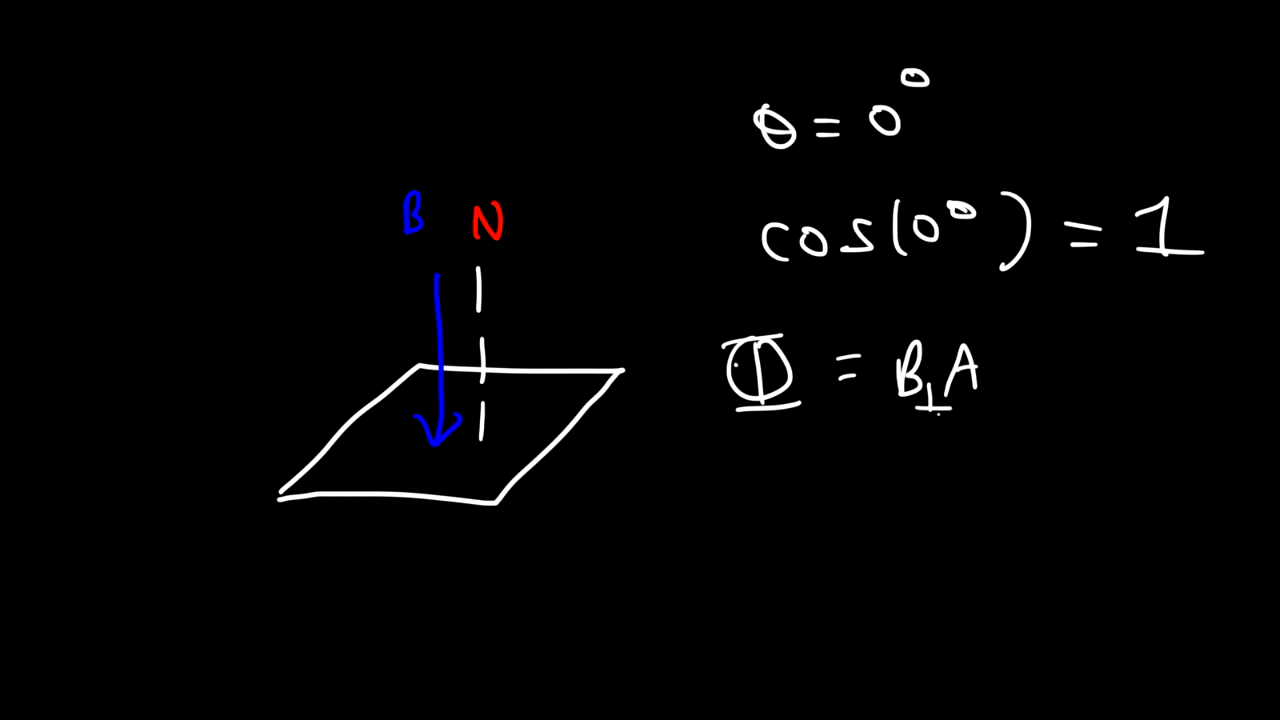 θ = 0°
cos(0°) = 1
B N
Φ = B⊥A